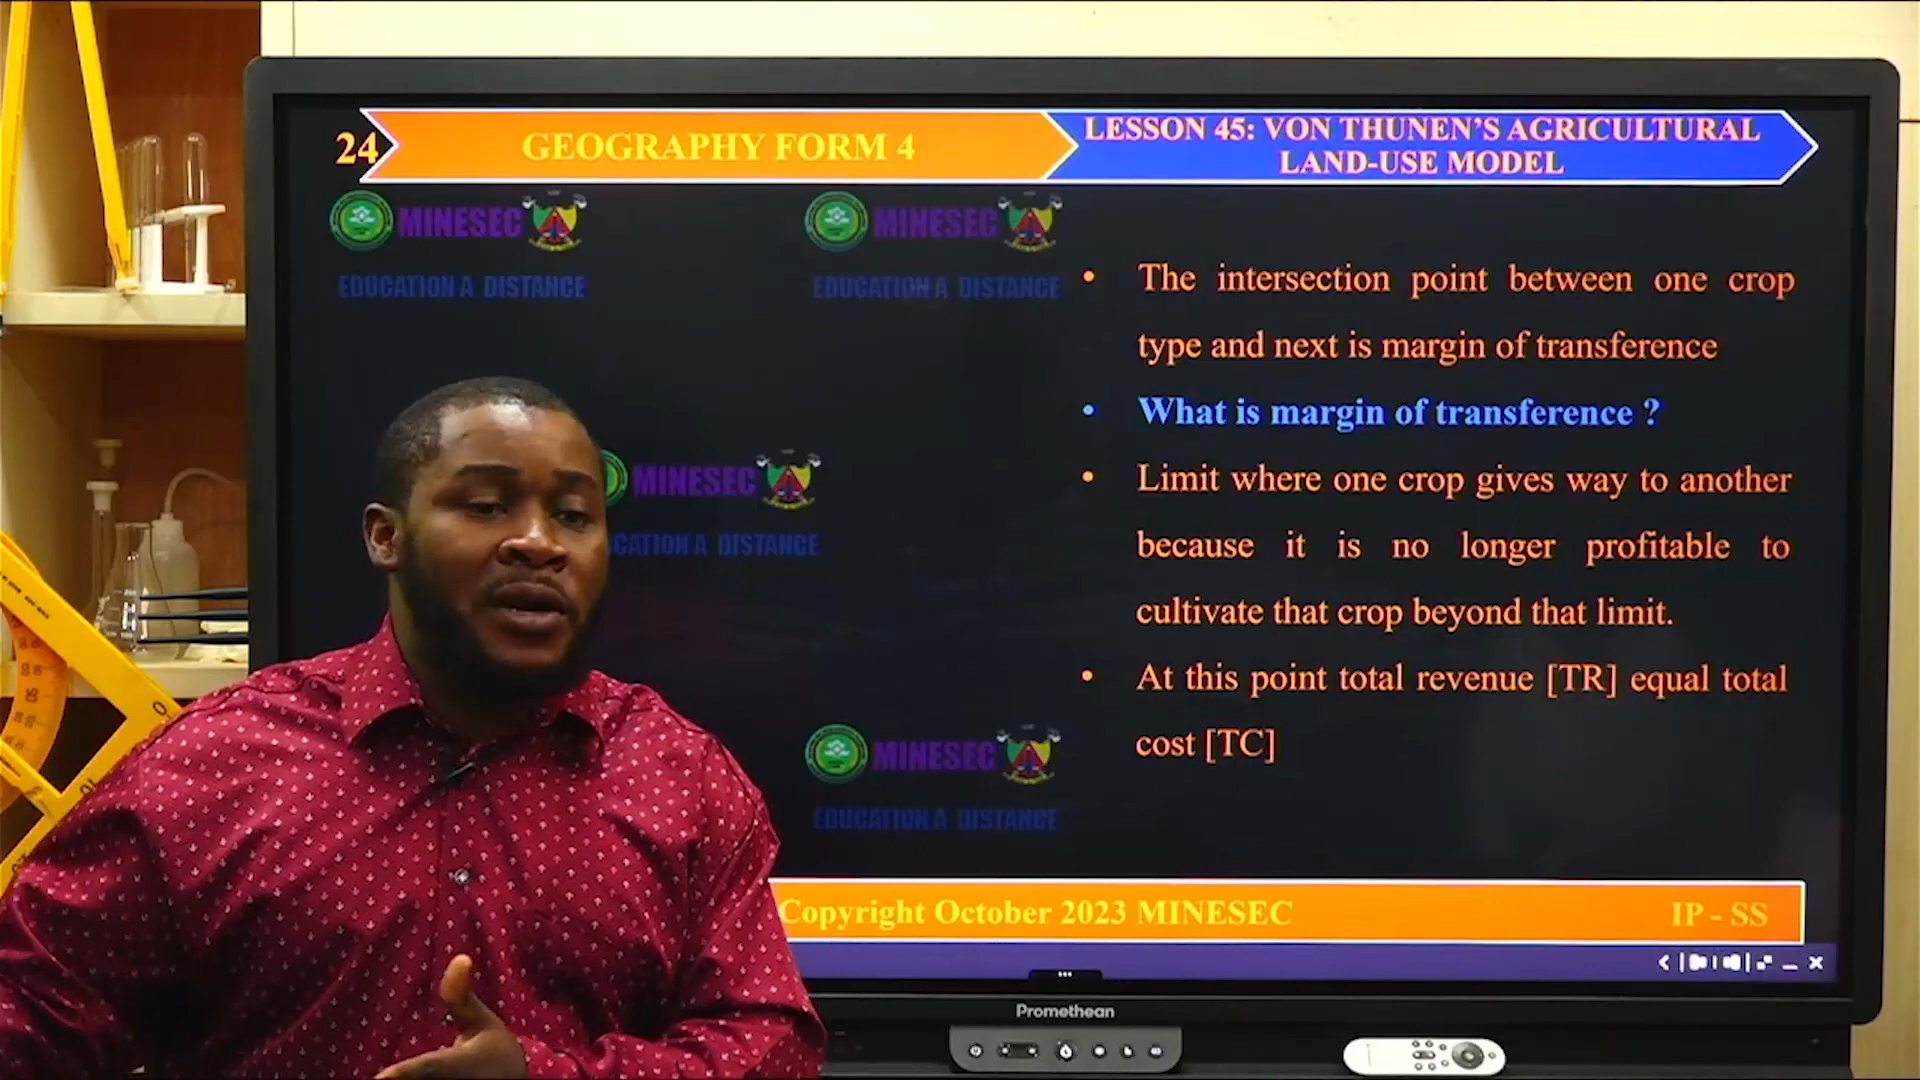 24
GEOGRAPHY FORM 4
LESSON 45: VON THUNEN'S AGRICULTURAL
LAND-USE MODEL
MINESEC
EDUCATION A DISTANCE
MINESEC
EDUCATION A DISTANCE
• The intersection point between one crop
type and next is margin of transference
• What is margin of transference ?
• Limit where one crop gives way to another
because it is no longer profitable to
cultivate that crop beyond that limit.
• At this point total revenue [TR] equal total
cost [TC]
MINESEC
CATION A DISTANCE
MINESEC
EDUCATION A DISTANCE
Copyright October 2023 MINESEC
IP - SS
Promethean